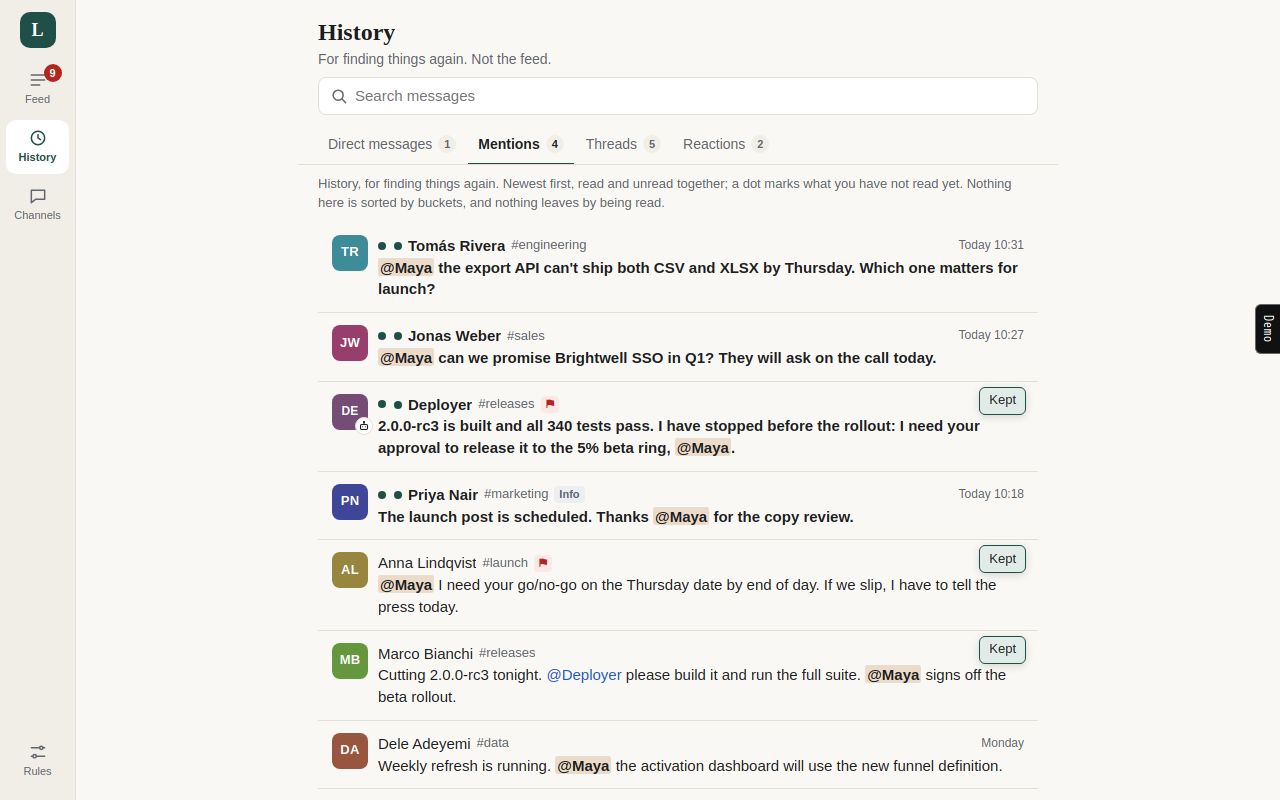 L
9
Feed
History
Channels
Rules
History
For finding things again. Not the feed.
Search messages
Direct messages 1 Mentions 4 Threads 5 Reactions 2
History, for finding things again. Newest first, read and unread together; a dot marks what you have not read yet. Nothing
here is sorted by buckets, and nothing leaves by being read.
TR Tomás Rivera #engineering Today 10:31
@Maya the export API can't ship both CSV and XLSX by Thursday. Which one matters for
launch?
JW Jonas Weber #sales Today 10:27
@Maya can we promise Brightwell SSO in Q1? They will ask on the call today.
DE Deployer #releases Kept
2.0.0-rc3 is built and all 340 tests pass. I have stopped before the rollout: I need your
approval to release it to the 5% beta ring, @Maya.
PN Priya Nair #marketing Info Today 10:18
The launch post is scheduled. Thanks @Maya for the copy review.
AL Anna Lindqvist #launch Kept
@Maya I need your go/no-go on the Thursday date by end of day. If we slip, I have to tell the
press today.
MB Marco Bianchi #releases Kept
Cutting 2.0.0-rc3 tonight. @Deployer please build it and run the full suite. @Maya signs off the
beta rollout.
DA Dele Adeyemi #data Monday
Weekly refresh is running. @Maya the activation dashboard will use the new funnel definition.
Demo